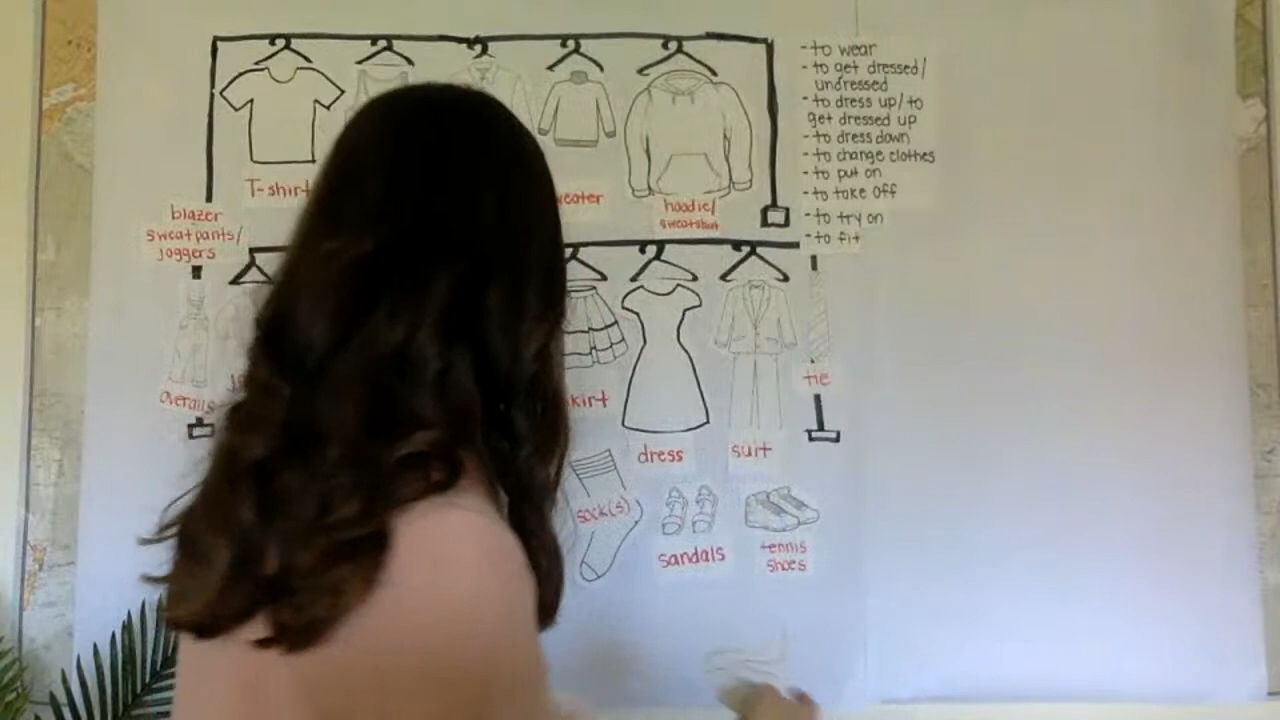 - to wear
- to get dressed/
undressed
- to dress up/to
get dressed up
- to dress down
- to change clothes
- to put on
- to take off
- to try on
- to fit
T-shirt
hoodie/
sweatshirt
blazer
sweatpants/
joggers
overalls
tie
dress
suit
sock(s)
sandals
tennis
shoes